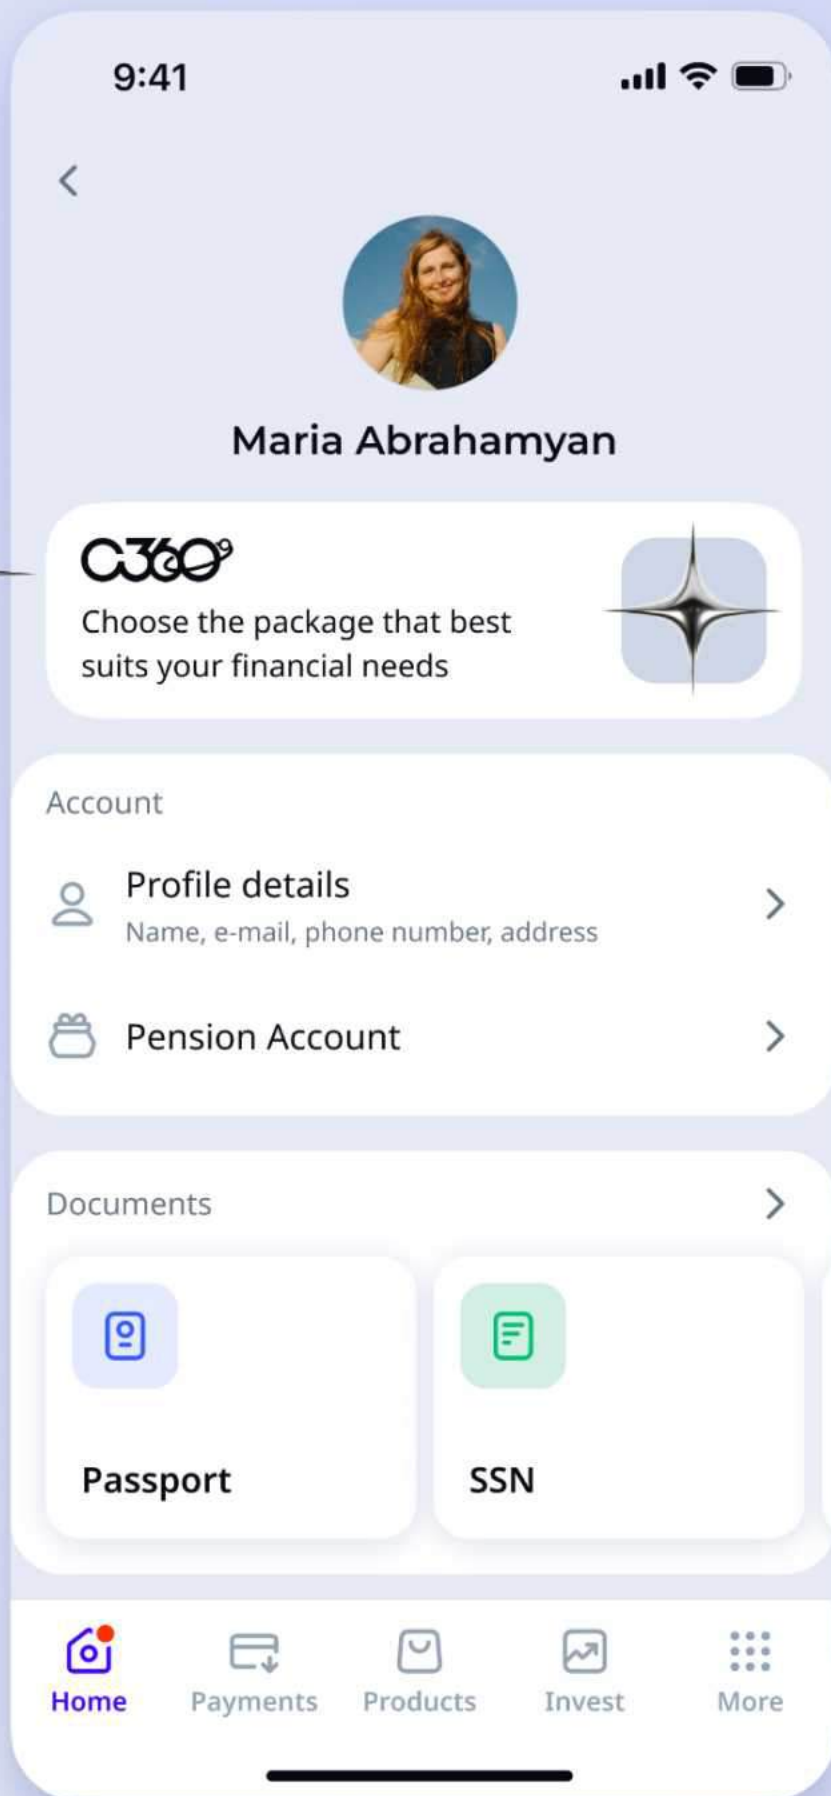 9:41
Maria Abrahamyan
C360°
Choose the package that best
suits your financial needs
Account
Profile details
Name, e-mail, phone number, address
Pension Account
Documents
Passport
SSN
Home
Payments
Products
Invest
More